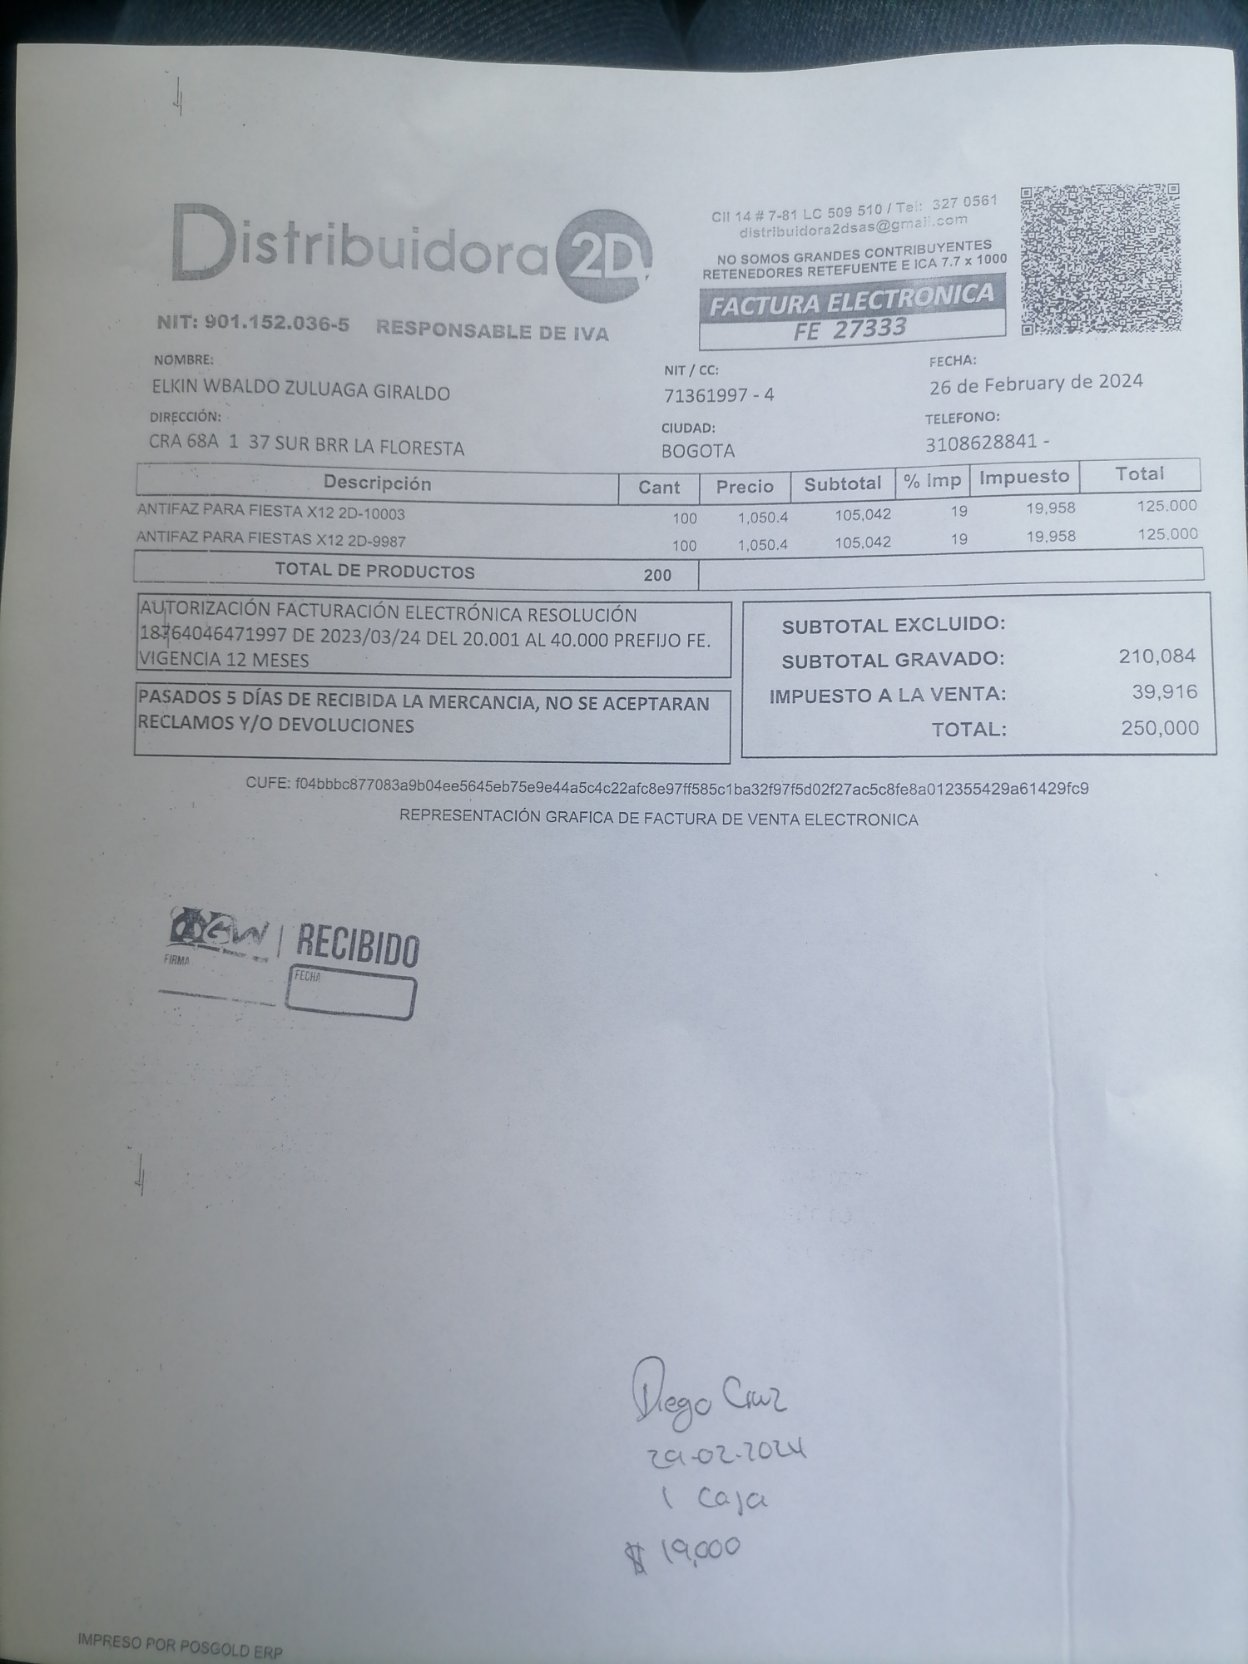 Distribuidora 2D
Cll 14 # 7-81 LC 509 510 / Tel: 327 0561
distribuidora2dsas@gmail.com
NO SOMOS GRANDES CONTRIBUYENTES
RETENEDORES RETEFUENTE E ICA 7.7 x 1000
FACTURA ELECTRONICA
FE 27333
NIT: 901.152.036-5 RESPONSABLE DE IVA
NOMBRE: NIT / CC: FECHA:
ELKIN WBALDO ZULUAGA GIRALDO 71361997 - 4 26 de February de 2024
DIRECCIÓN: CIUDAD: TELEFONO:
CRA 68A 1 37 SUR BRR LA FLORESTA BOGOTA 3108628841 -
Descripción Cant Precio Subtotal % Imp Impuesto Total
ANTIFAZ PARA FIESTA X12 2D-10003 100 1,050.4 105,042 19 19,958 125.000
ANTIFAZ PARA FIESTAS X12 2D-9987 100 1,050.4 105,042 19 19,958 125,000
TOTAL DE PRODUCTOS 200
AUTORIZACIÓN FACTURACIÓN ELECTRÓNICA RESOLUCIÓN
18764046471997 DE 2023/03/24 DEL 20.001 AL 40.000 PREFIJO FE.
VIGENCIA 12 MESES
PASADOS 5 DÍAS DE RECIBIDA LA MERCANCIA, NO SE ACEPTARAN
RECLAMOS Y/O DEVOLUCIONES
SUBTOTAL EXCLUIDO:
SUBTOTAL GRAVADO: 210,084
IMPUESTO A LA VENTA: 39,916
TOTAL: 250,000
CUFE: f04bbbc877083a9b04ee5645eb75e9e44a5c4c22afc8e97ff585c1ba32f97f5d02f27ac5c8fe8a012355429a61429fc9
REPRESENTACIÓN GRAFICA DE FACTURA DE VENTA ELECTRONICA
RECIBIDO
FIRMA FECHA
Diego Cruz
29-02-2024
1 Caja
$ 19,000
IMPRESO POR POSGOLD ERP